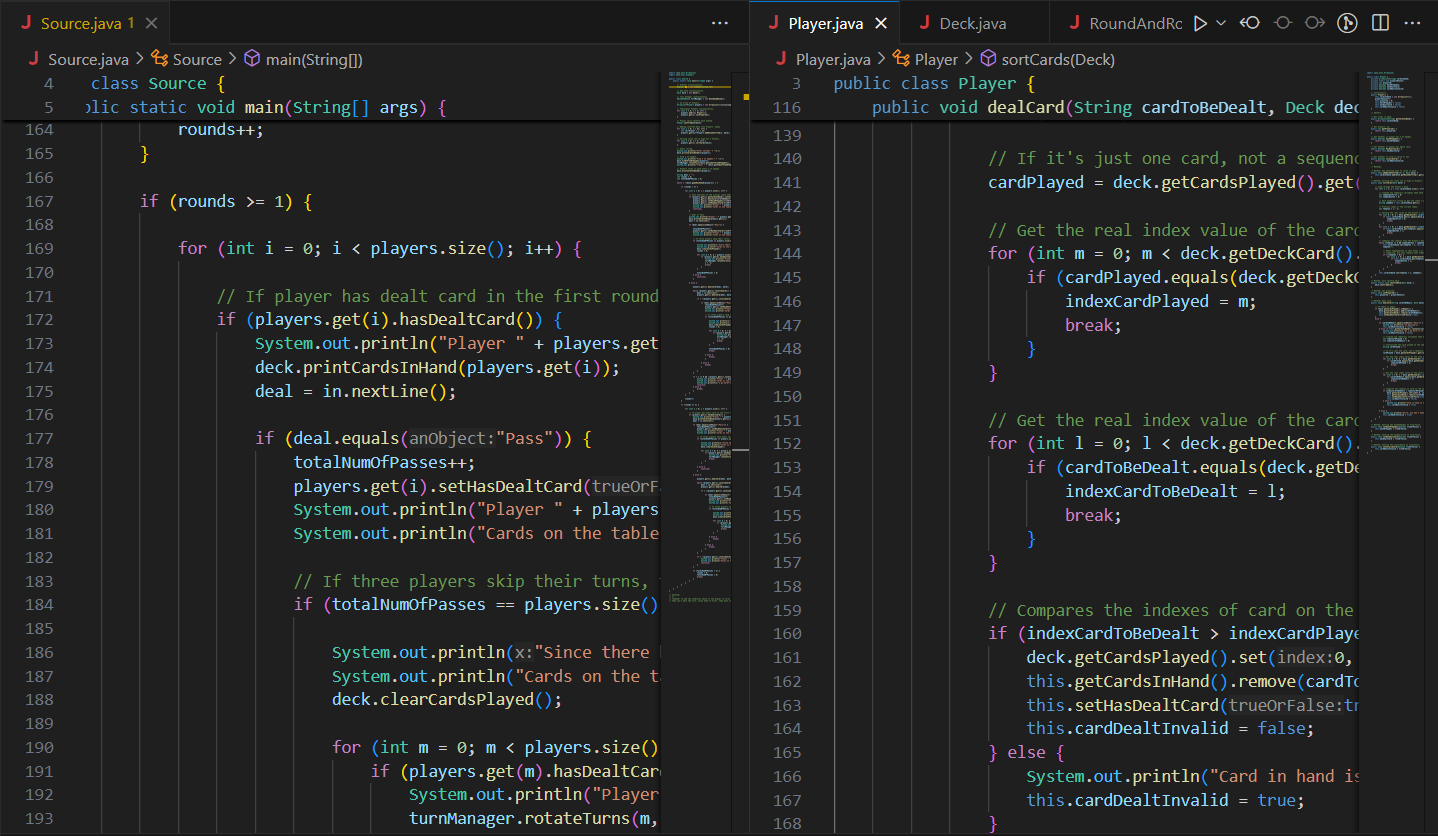 Source.java 1
Source.java > Source > main(String[])
4 class Source {
5 lic static void main(String[] args) {
164 rounds++;
165 }
166
167 if (rounds >= 1) {
168
169 for (int i = 0; i < players.size(); i++) {
170
171 // If player has dealt card in the first round
172 if (players.get(i).hasDealtCard()) {
173 System.out.println("Player " + players.get
174 deck.printCardsInHand(players.get(i));
175 deal = in.nextLine();
176
177 if (deal.equals(anObject:"Pass")) {
178 totalNumOfPasses++;
179 players.get(i).setHasDealtCard(trueOrF
180 System.out.println("Player " + players
181 System.out.println("Cards on the table
182
183 // If three players skip their turns,
184 if (totalNumOfPasses == players.size()
185
186 System.out.println(x:"Since there
187 System.out.println("Cards on the t
188 deck.clearCardsPlayed();
189
190 for (int m = 0; m < players.size()
191 if (players.get(m).hasDealtCar
192 System.out.println("Player
193 turnManager.rotateTurns(m,
Player.java
Deck.java
RoundAndRo
Player.java > Player > sortCards(Deck)
3 public class Player {
116 public void dealCard(String cardToBeDealt, Deck dec
139
140 // If it's just one card, not a sequenc
141 cardPlayed = deck.getCardsPlayed().get(
142
143 // Get the real index value of the card
144 for (int m = 0; m < deck.getDeckCard().
145 if (cardPlayed.equals(deck.getDeckC
146 indexCardPlayed = m;
147 break;
148 }
149 }
150
151 // Get the real index value of the card
152 for (int l = 0; l < deck.getDeckCard().
153 if (cardToBeDealt.equals(deck.getDe
154 indexCardToBeDealt = l;
155 break;
156 }
157 }
158
159 // Compares the indexes of card on the
160 if (indexCardToBeDealt > indexCardPlaye
161 deck.getCardsPlayed().set(index:0,
162 this.getCardsInHand().remove(cardTo
163 this.setHasDealtCard(trueOrFalse:tr
164 this.cardDealtInvalid = false;
165 } else {
166 System.out.println("Card in hand is
167 this.cardDealtInvalid = true;
168 }